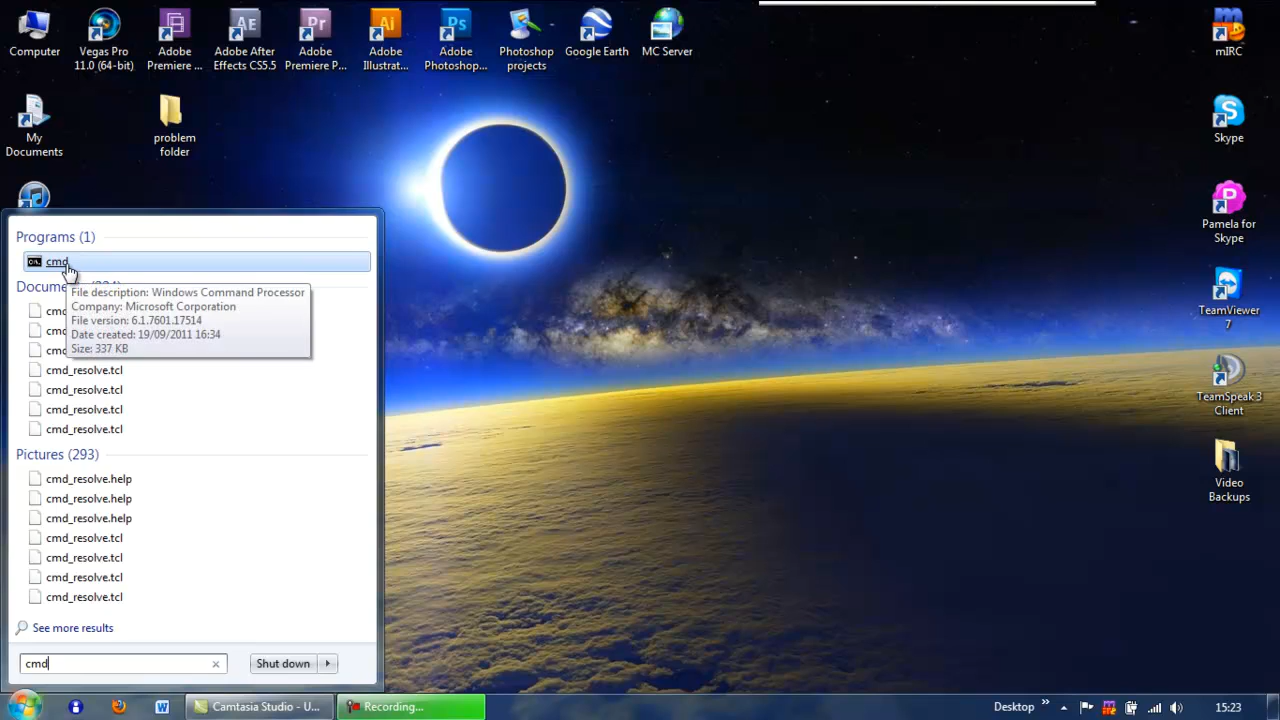 Computer
Vegas Pro
11.0 (64-bit)
Adobe
Premiere ...
Adobe After
Effects CS5.5
Adobe
Premiere P...
Adobe
Illustrat...
Adobe
Photoshop...
Photoshop
projects
Google Earth
MC Server
mIRC
My
Documents
problem
folder
Skype
Pamela for
Skype
TeamViewer
7
TeamSpeak 3
Client
Video
Backups
Programs (1)
cmd
File description: Windows Command Processor
Company: Microsoft Corporation
File version: 6.1.7601.17514
Date created: 19/09/2011 16:34
Size: 337 KB
cmd_resolve.tcl
cmd_resolve.tcl
cmd_resolve.tcl
cmd_resolve.tcl
Pictures (293)
cmd_resolve.help
cmd_resolve.help
cmd_resolve.help
cmd_resolve.tcl
cmd_resolve.tcl
cmd_resolve.tcl
cmd_resolve.tcl
See more results
cmd
Shut down
Camtasia Studio - U...
Recording...
Desktop
15:23